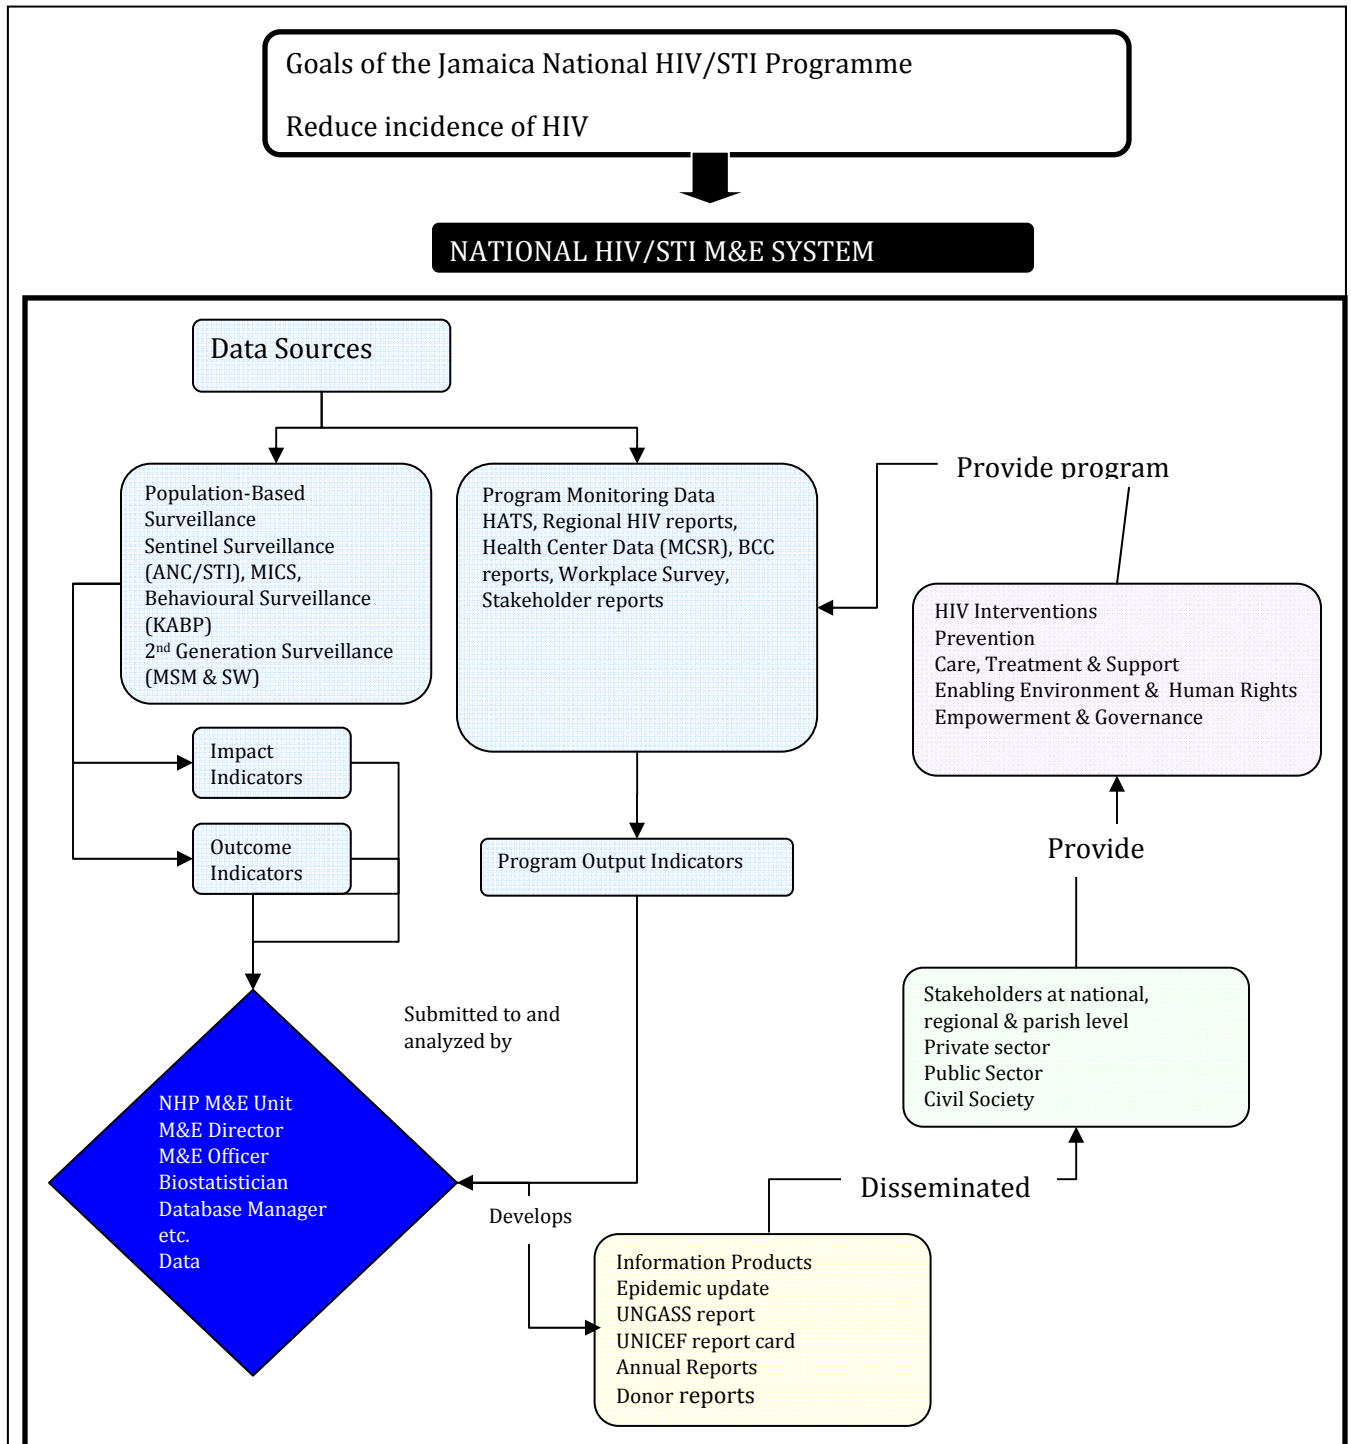 Goals of the Jamaica National HIV/STI Programme
Reduce incidence of HIV
NATIONAL HIV/STI M&E SYSTEM
Data Sources
Population-Based
Surveillance
Sentinel Surveillance
(ANC/STI), MICS,
Behavioural Surveillance
(KABP)
2nd Generation Surveillance
(MSM & SW)
Program Monitoring Data
HATS, Regional HIV reports,
Health Center Data (MCSR), BCC
reports, Workplace Survey,
Stakeholder reports
Provide program
HIV Interventions
Prevention
Care, Treatment & Support
Enabling Environment & Human Rights
Empowerment & Governance
Impact
Indicators
Outcome
Indicators
Program Output Indicators
Provide
Submitted to and
analyzed by
Stakeholders at national,
regional & parish level
Private sector
Public Sector
Civil Society
NHP M&E Unit
M&E Director
M&E Officer
Biostatistician
Database Manager
etc.
Data
Develops
Disseminated
Information Products
Epidemic update
UNGASS report
UNICEF report card
Annual Reports
Donor reports